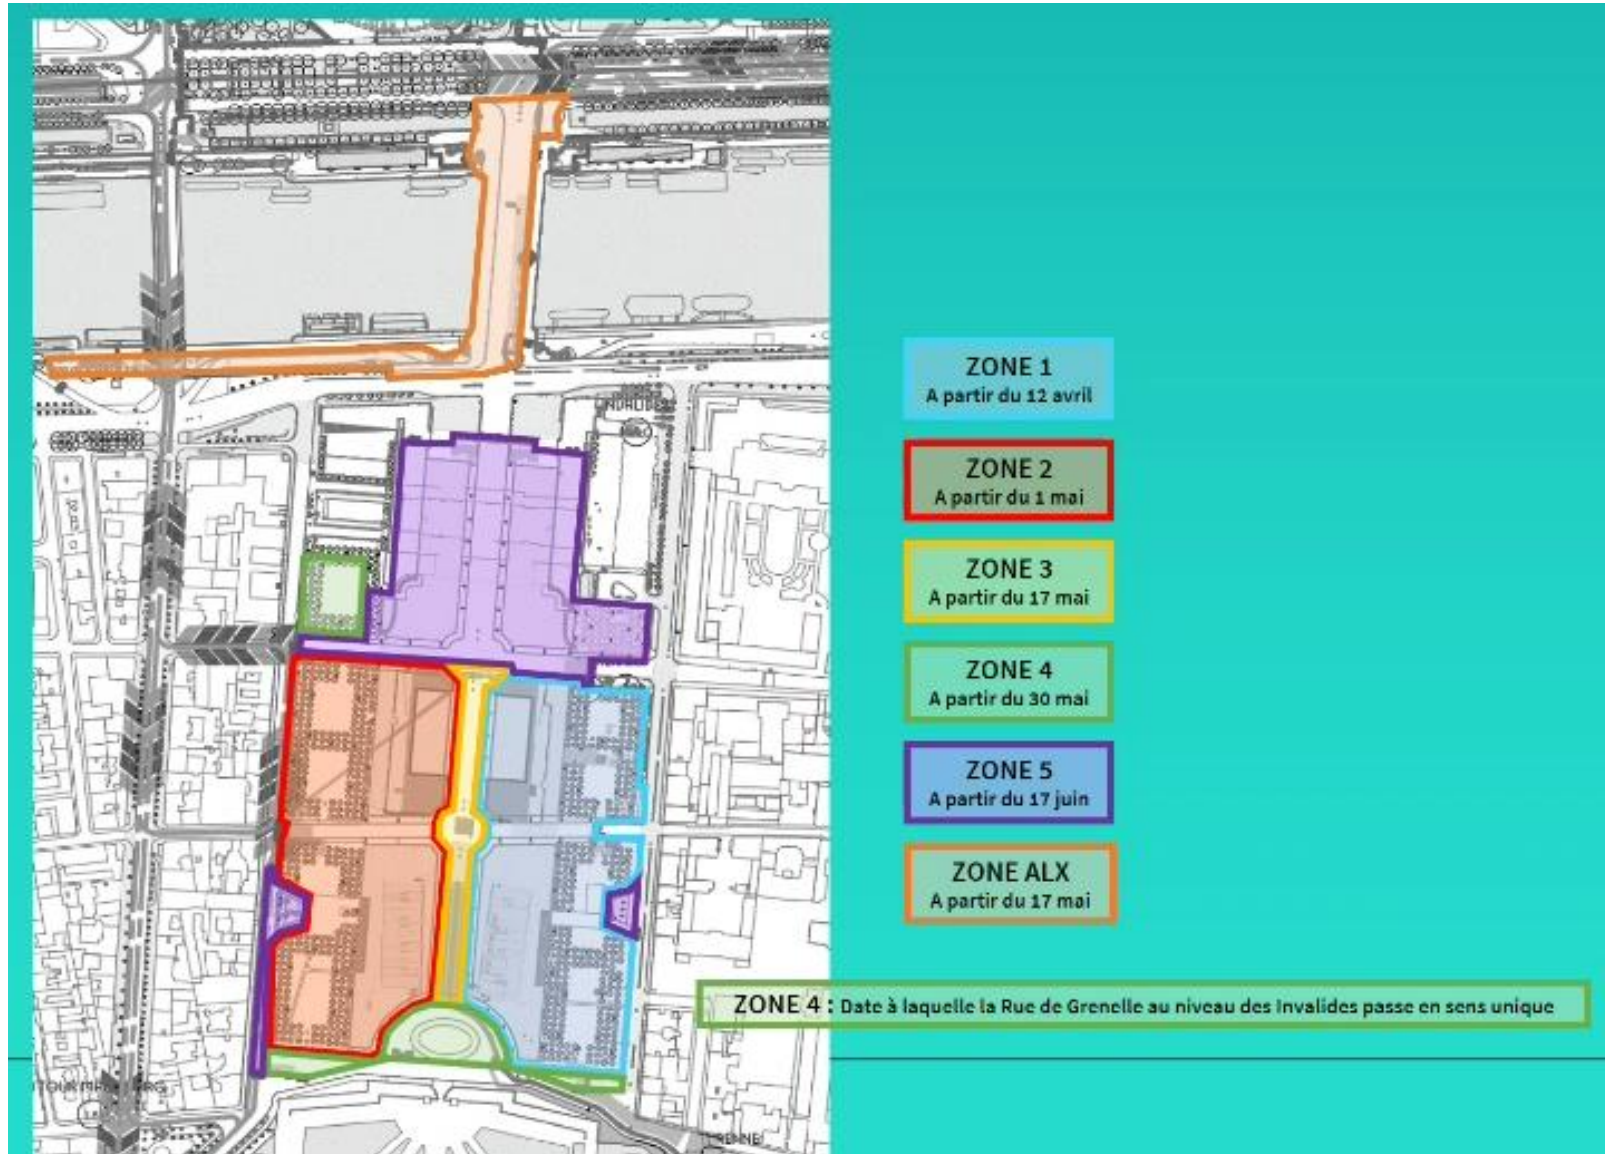 INVALIDES
ZONE 1
A partir du 12 avril
ZONE 2
A partir du 1 mai
ZONE 3
A partir du 17 mai
ZONE 4
A partir du 30 mai
ZONE 5
A partir du 17 juin
ZONE ALX
A partir du 17 mai
ZONE 4 : Date à laquelle la Rue de Grenelle au niveau des Invalides passe en sens unique